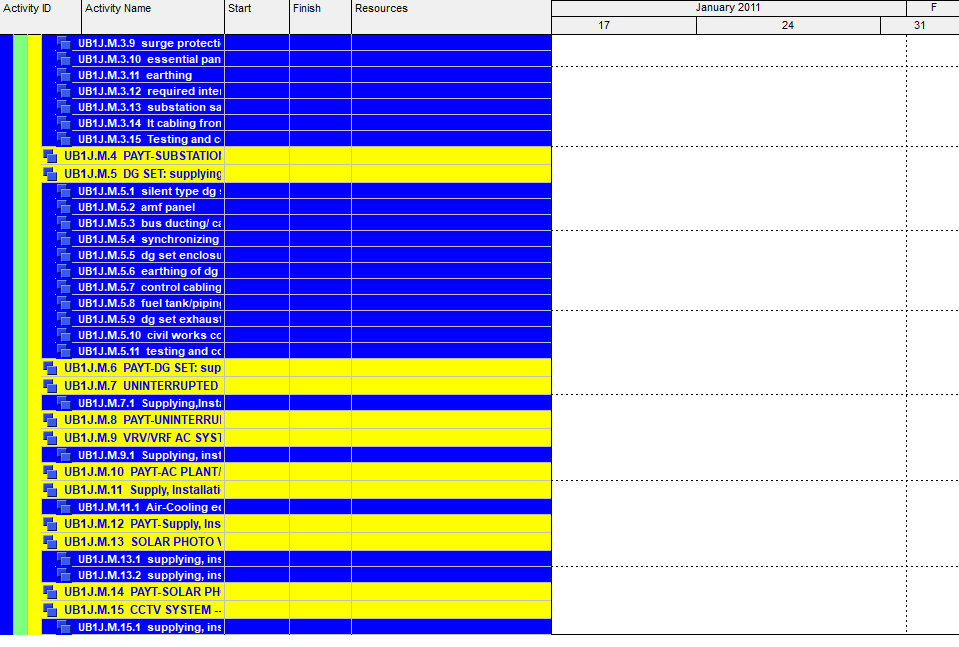 Activity ID Activity Name Start Finish Resources January 2011 F
17 24 31
UB1J.M.3.9 surge protecti
UB1J.M.3.10 essential pan
UB1J.M.3.11 earthing
UB1J.M.3.12 required inter
UB1J.M.3.13 substation sa
UB1J.M.3.14 lt cabling fron
UB1J.M.3.15 Testing and c
UB1J.M.4 PAYT-SUBSTATION
UB1J.M.5 DG SET: supplying
UB1J.M.5.1 silent type dg
UB1J.M.5.2 amf panel
UB1J.M.5.3 bus ducting/ ca
UB1J.M.5.4 synchronizing
UB1J.M.5.5 dg set enclosu
UB1J.M.5.6 earthing of dg
UB1J.M.5.7 control cabling
UB1J.M.5.8 fuel tank/piping
UB1J.M.5.9 dg set exhaust
UB1J.M.5.10 civil works co
UB1J.M.5.11 testing and co
UB1J.M.6 PAYT-DG SET: sup
UB1J.M.7 UNINTERRUPTED
UB1J.M.7.1 Supplying,Insta
UB1J.M.8 PAYT-UNINTERRU
UB1J.M.9 VRV/VRF AC SYST
UB1J.M.9.1 Supplying, inst
UB1J.M.10 PAYT-AC PLANT/
UB1J.M.11 Supply, Installati
UB1J.M.11.1 Air-Cooling ec
UB1J.M.12 PAYT-Supply, Ins
UB1J.M.13 SOLAR PHOTO V
UB1J.M.13.1 supplying, ins
UB1J.M.13.2 supplying, ins
UB1J.M.14 PAYT-SOLAR PH
UB1J.M.15 CCTV SYSTEM --
UB1J.M.15.1 supplying, ins